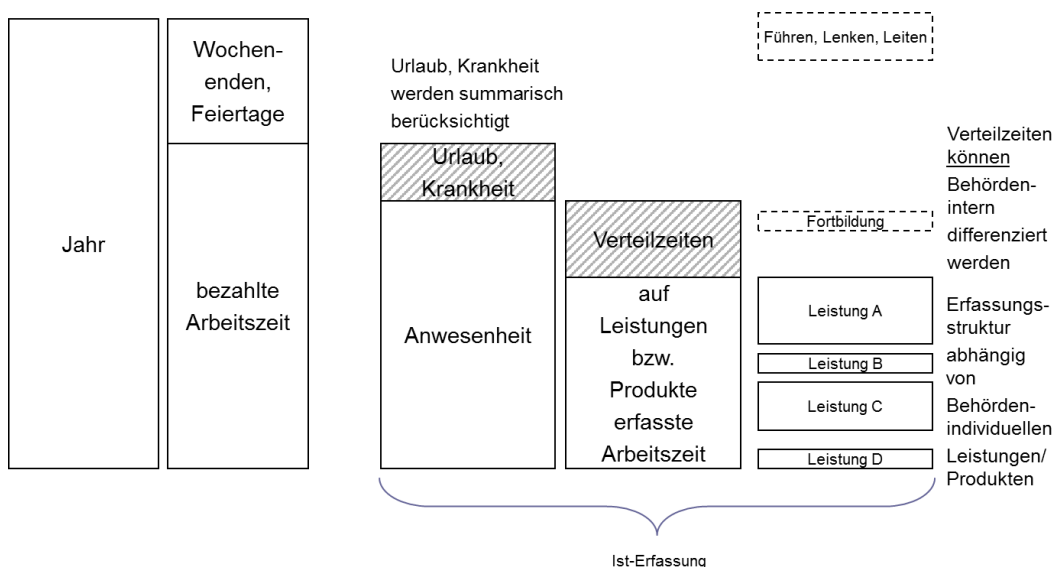 Jahr
Wochen-
enden,
Feiertage
bezahlte
Arbeitszeit
Urlaub, Krankheit
werden summarisch
berücksichtigt
Urlaub,
Krankheit
Anwesenheit
Verteilzeiten
auf
Leistungen
bzw.
Produkte
erfasste
Arbeitszeit
Führen, Lenken, Leiten
Fortbildung
Leistung A
Leistung B
Leistung C
Leistung D
Verteilzeiten
können
Behörden-
intern
differenziert
werden
Erfassungs-
struktur
abhängig
von
Behörden-
individuellen
Leistungen/
Produkten
Ist-Erfassung